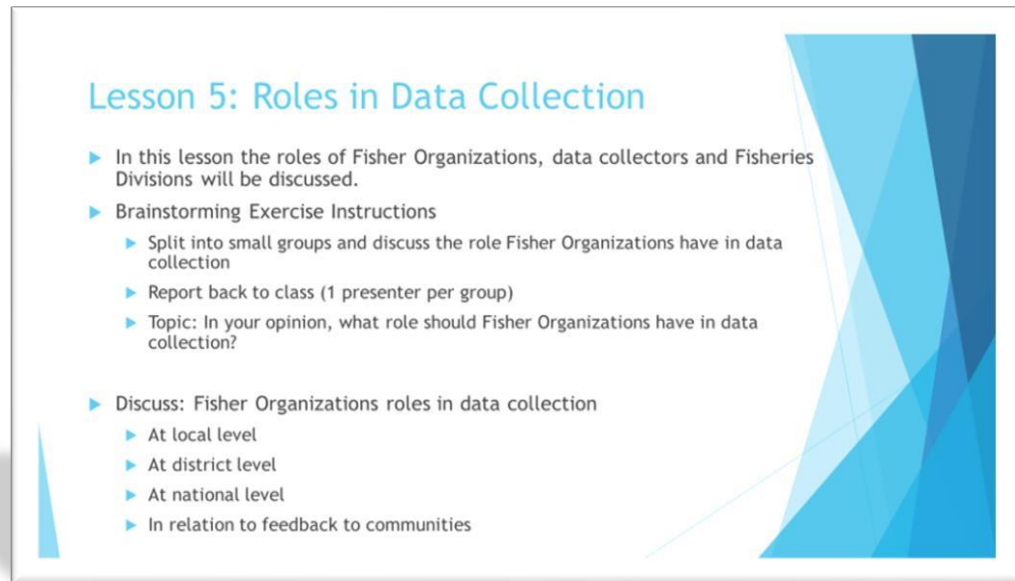 Lesson 5: Roles in Data Collection
In this lesson the roles of Fisher Organizations, data collectors and Fisheries
Divisions will be discussed.
Brainstorming Exercise Instructions
Split into small groups and discuss the role Fisher Organizations have in data
collection
Report back to class (1 presenter per group)
Topic: In your opinion, what role should Fisher Organizations have in data
collection?
Discuss: Fisher Organizations roles in data collection
At local level
At district level
At national level
In relation to feedback to communities